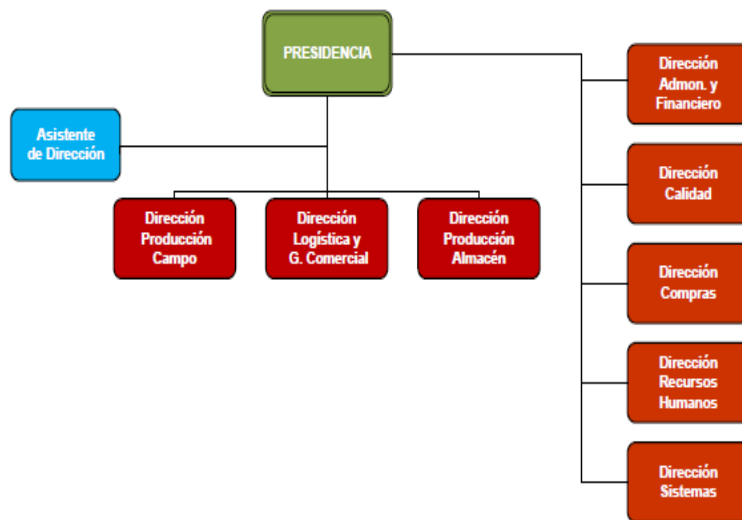 PRESIDENCIA
Asistente
de Dirección
Dirección
Producción
Campo
Dirección
Logística y
G. Comercial
Dirección
Producción
Almacén
Dirección
Admon. y
Financiero
Dirección
Calidad
Dirección
Compras
Dirección
Recursos
Humanos
Dirección
Sistemas